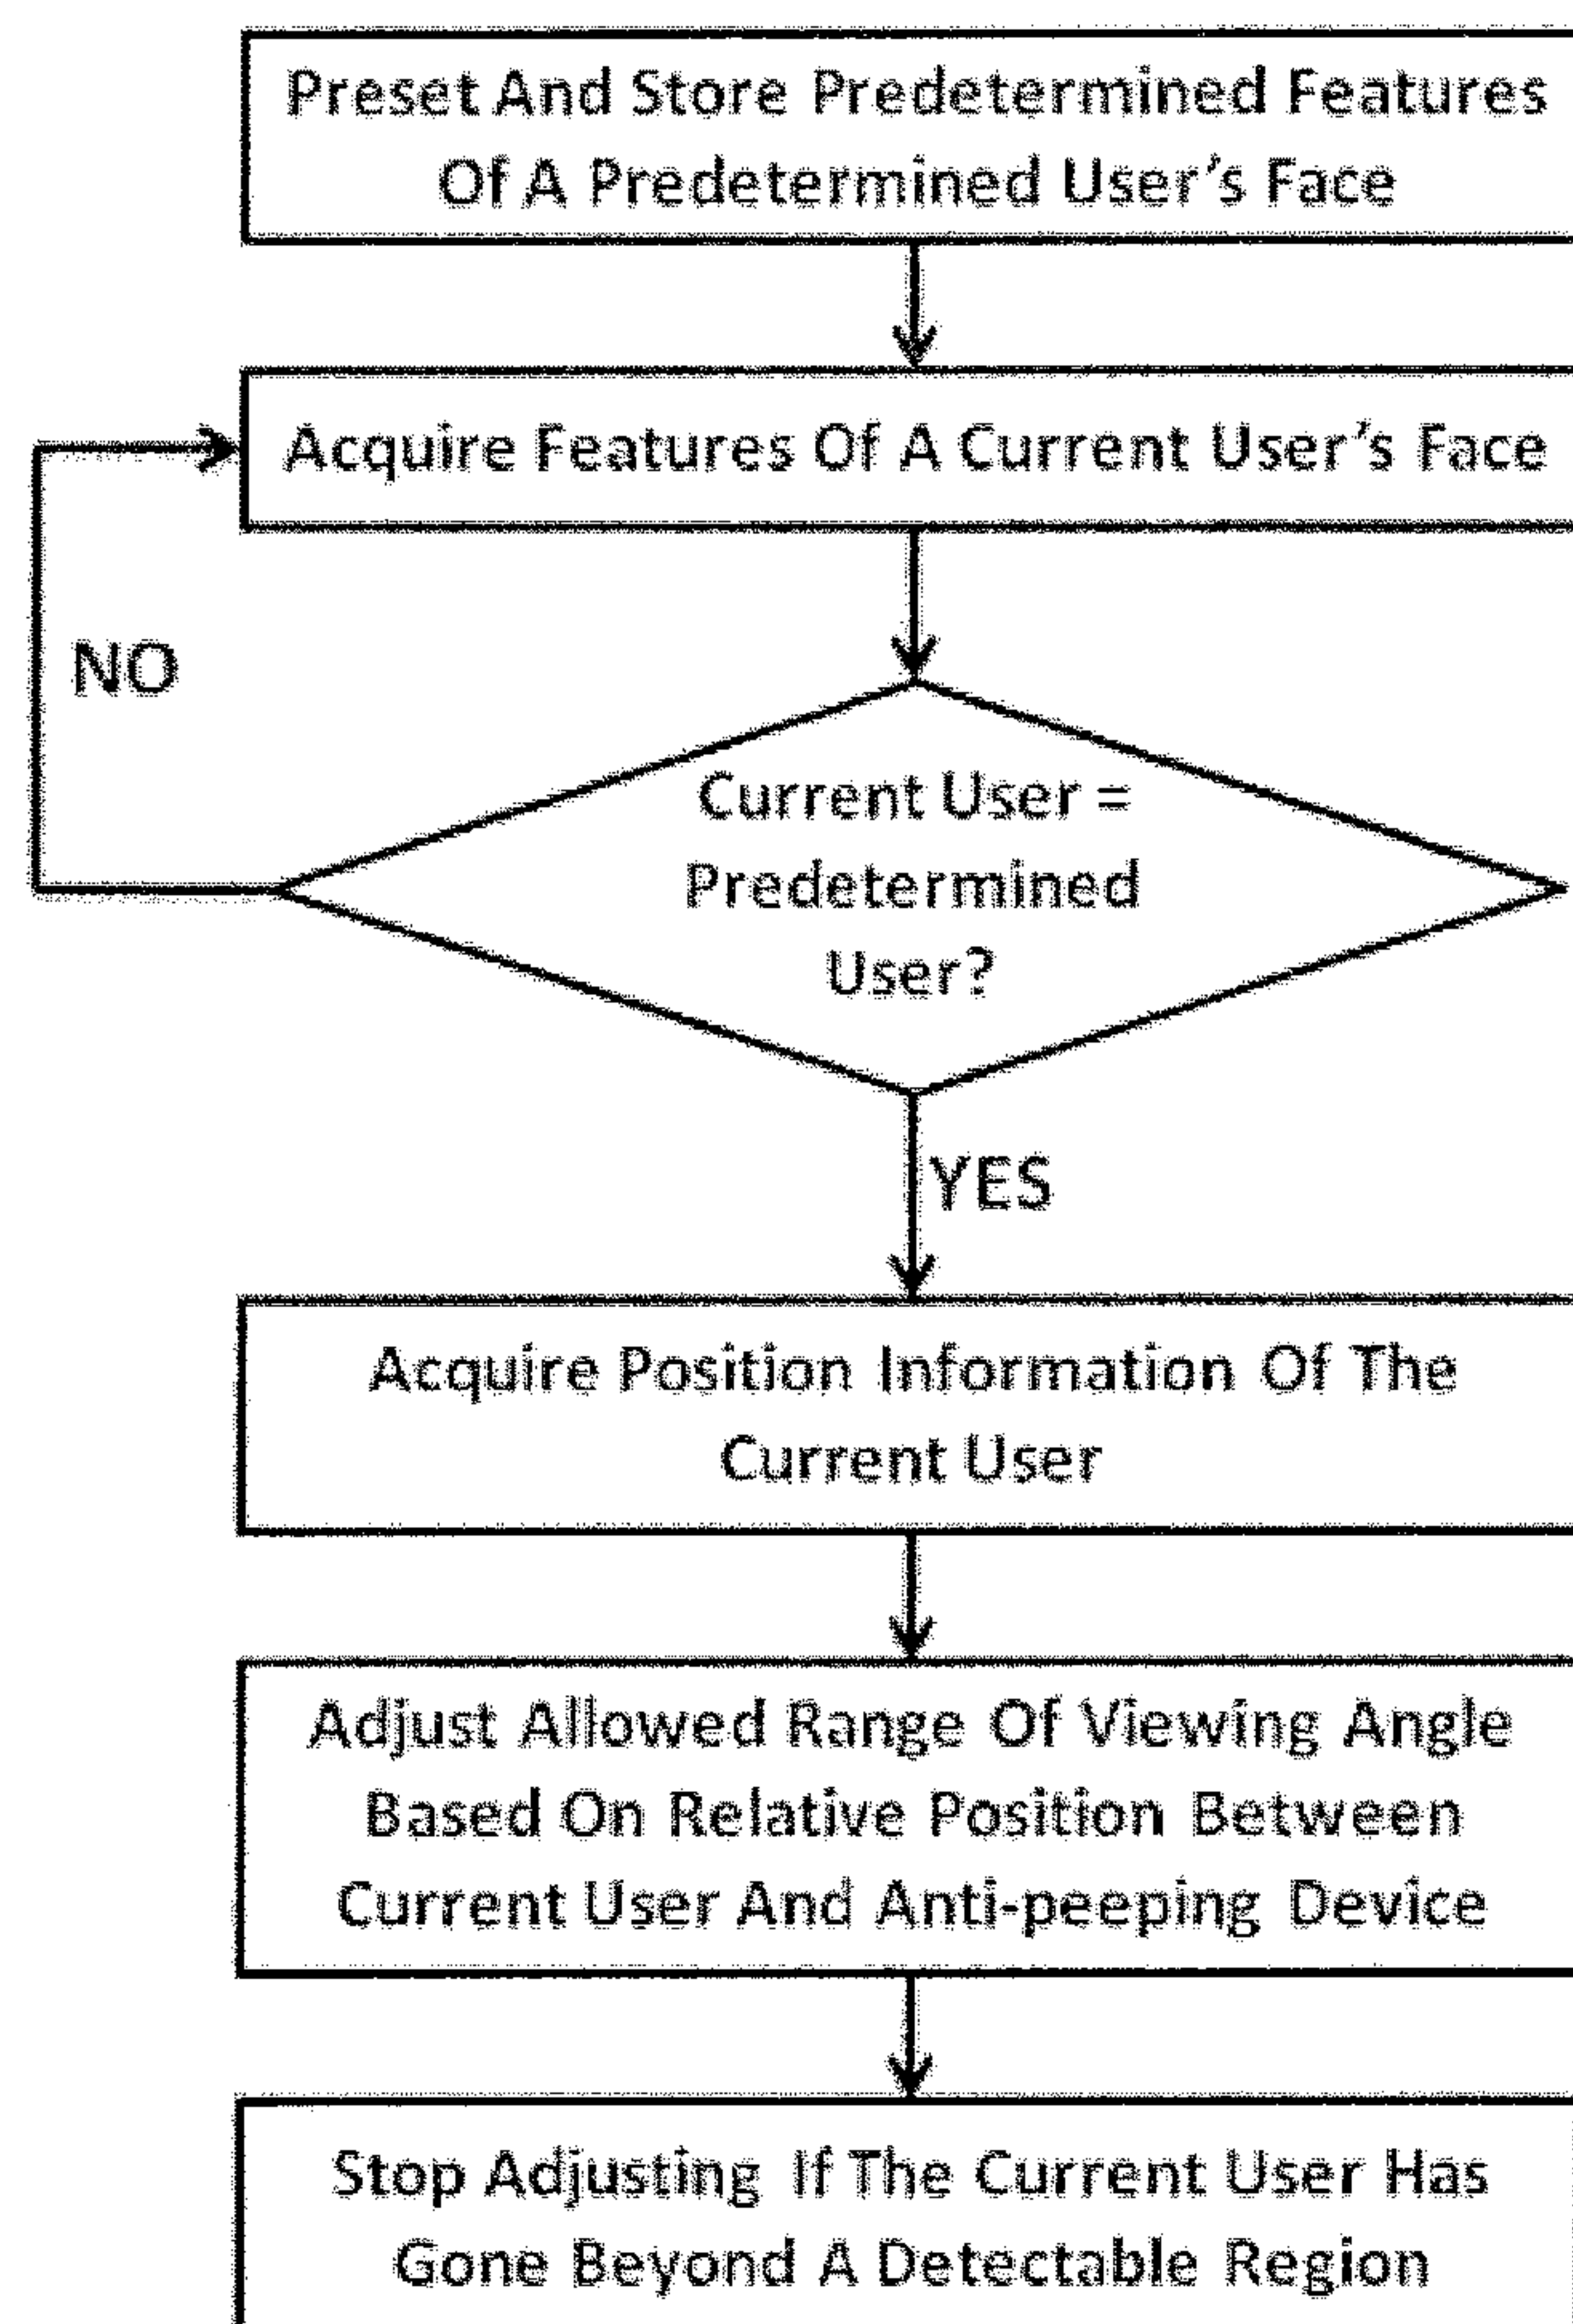 Preset And Store Predetermined Features
Of A Predetermined User’s Face
Acquire Features Of A Current User’s Face
NO
Current User =
Predetermined
User?
YES
Acquire Position Information Of The
Current User
Adjust Allowed Range Of Viewing Angle
Based On Relative Position Between
Current User And Anti-peeping Device
Stop Adjusting If The Current User Has
Gone Beyond A Detectable Region